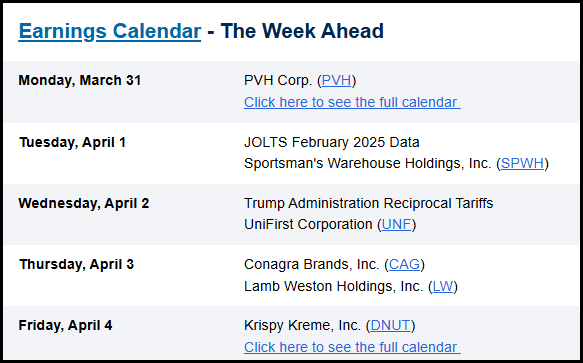 Earnings Calendar - The Week Ahead
Monday, March 31
PVH Corp. (PVH)
Click here to see the full calendar
Tuesday, April 1
JOLTS February 2025 Data
Sportsman's Warehouse Holdings, Inc. (SPWH)
Wednesday, April 2
Trump Administration Reciprocal Tariffs
UniFirst Corporation (UNF)
Thursday, April 3
Conagra Brands, Inc. (CAG)
Lamb Weston Holdings, Inc. (LW)
Friday, April 4
Krispy Kreme, Inc. (DNUT)
Click here to see the full calendar